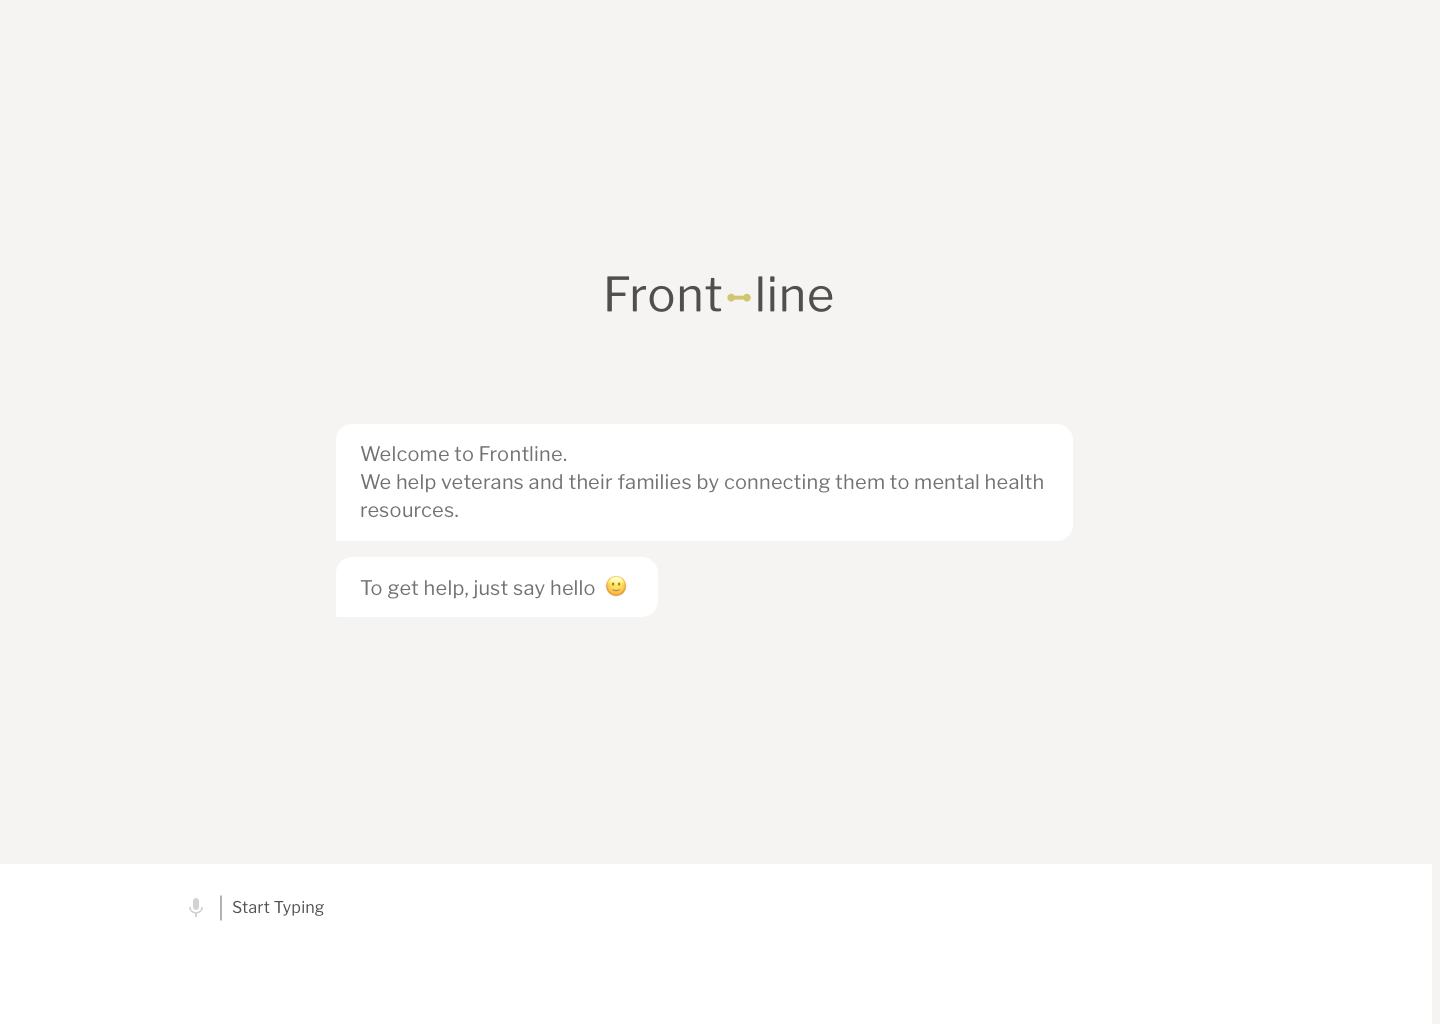 Front-line
Welcome to Frontline.
We help veterans and their families by connecting them to mental health
resources.
To get help, just say hello 🙂
Start Typing